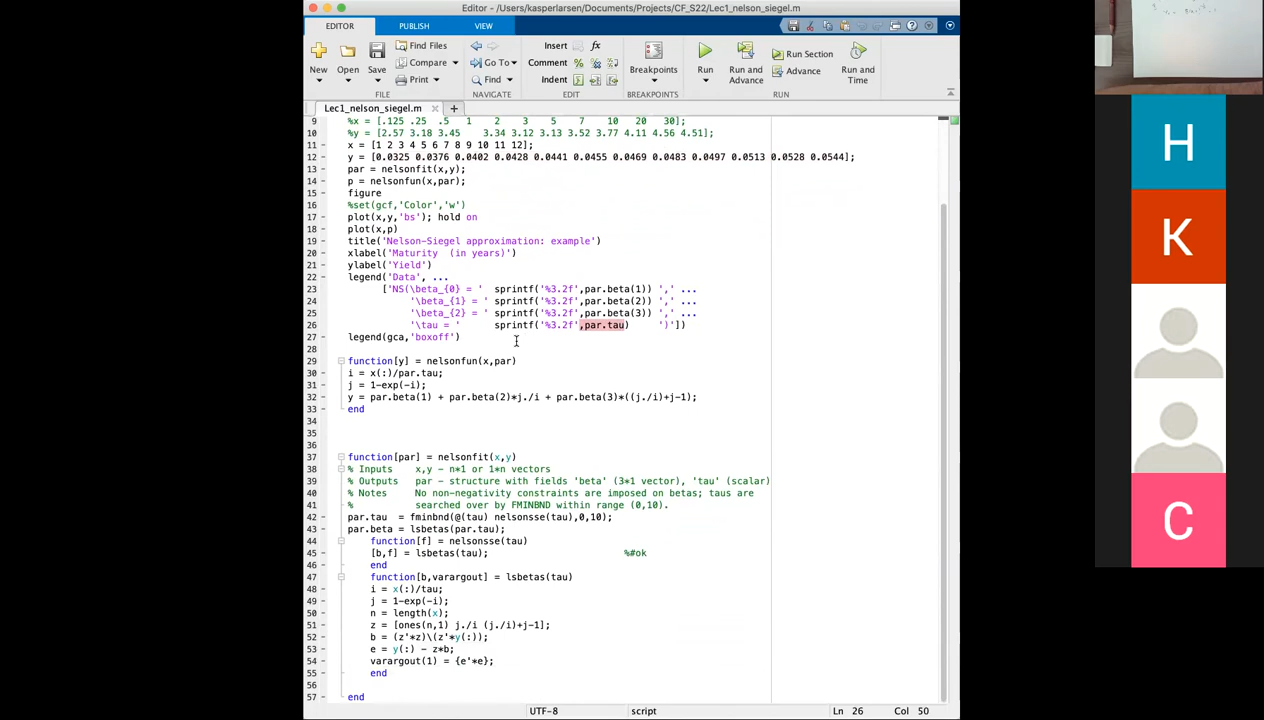 Editor - /Users/kasperlarsen/Documents/Projects/CF_S22/Lec1_nelson_siegel.m
EDITOR PUBLISH VIEW
New Open Save Find Files Compare Print Go To Find Insert fx Comment % Indent Breakpoints Run Run and Advance Run Section Advance Run and Time
FILE NAVIGATE EDIT BREAKPOINTS RUN
Lec1_nelson_siegel.m × +
9 %x = [.125 .25 .5 1 2 3 5 7 10 20 30];
10 %y = [2.57 3.18 3.45 3.34 3.12 3.13 3.52 3.77 4.11 4.56 4.51];
11 x = [1 2 3 4 5 6 7 8 9 10 11 12];
12 y = [0.0325 0.0376 0.0402 0.0428 0.0441 0.0455 0.0469 0.0483 0.0497 0.0513 0.0528 0.0544];
13 par = nelsonfit(x,y);
14 p = nelsonfun(x,par);
15 figure
16 %set(gcf,'Color','w')
17 plot(x,y,'bs'); hold on
18 plot(x,p)
19 title('Nelson-Siegel approximation: example')
20 xlabel('Maturity (in years)')
21 ylabel('Yield')
22 legend('Data', ...
23 ['NS(\beta_{0} = ' sprintf('%3.2f',par.beta(1)) ',' ...
24 '\beta_{1} = ' sprintf('%3.2f',par.beta(2)) ',' ...
25 '\beta_{2} = ' sprintf('%3.2f',par.beta(3)) ',' ...
26 '\tau = ' sprintf('%3.2f',par.tau) ')'])
27 legend(gca,'boxoff')
28
29 function[y] = nelsonfun(x,par)
30 i = x(:)/par.tau;
31 j = 1-exp(-i);
32 y = par.beta(1) + par.beta(2)*j./i + par.beta(3)*((j./i)+j-1);
33 end
34
35
36
37 function[par] = nelsonfit(x,y)
38 % Inputs x,y - n*1 or 1*n vectors
39 % Outputs par - structure with fields 'beta' (3*1 vector), 'tau' (scalar)
40 % Notes No non-negativity constraints are imposed on betas; taus are
41 % searched over by FMINBND within range (0,10).
42 par.tau = fminbnd(@(tau) nelsonsse(tau),0,10);
43 par.beta = lsbetas(par.tau);
44 function[f] = nelsonsse(tau)
45 [b,f] = lsbetas(tau); %#ok
46 end
47 function[b,varargout] = lsbetas(tau)
48 i = x(:)/tau;
49 j = 1-exp(-i);
50 n = length(x);
51 z = [ones(n,1) j./i (j./i)+j-1];
52 b = (z'*z)\(z'*y(:));
53 e = y(:) - z*b;
54 varargout(1) = {e'*e};
55 end
56
57 end
UTF-8 script Ln 26 Col 50
H
K
C